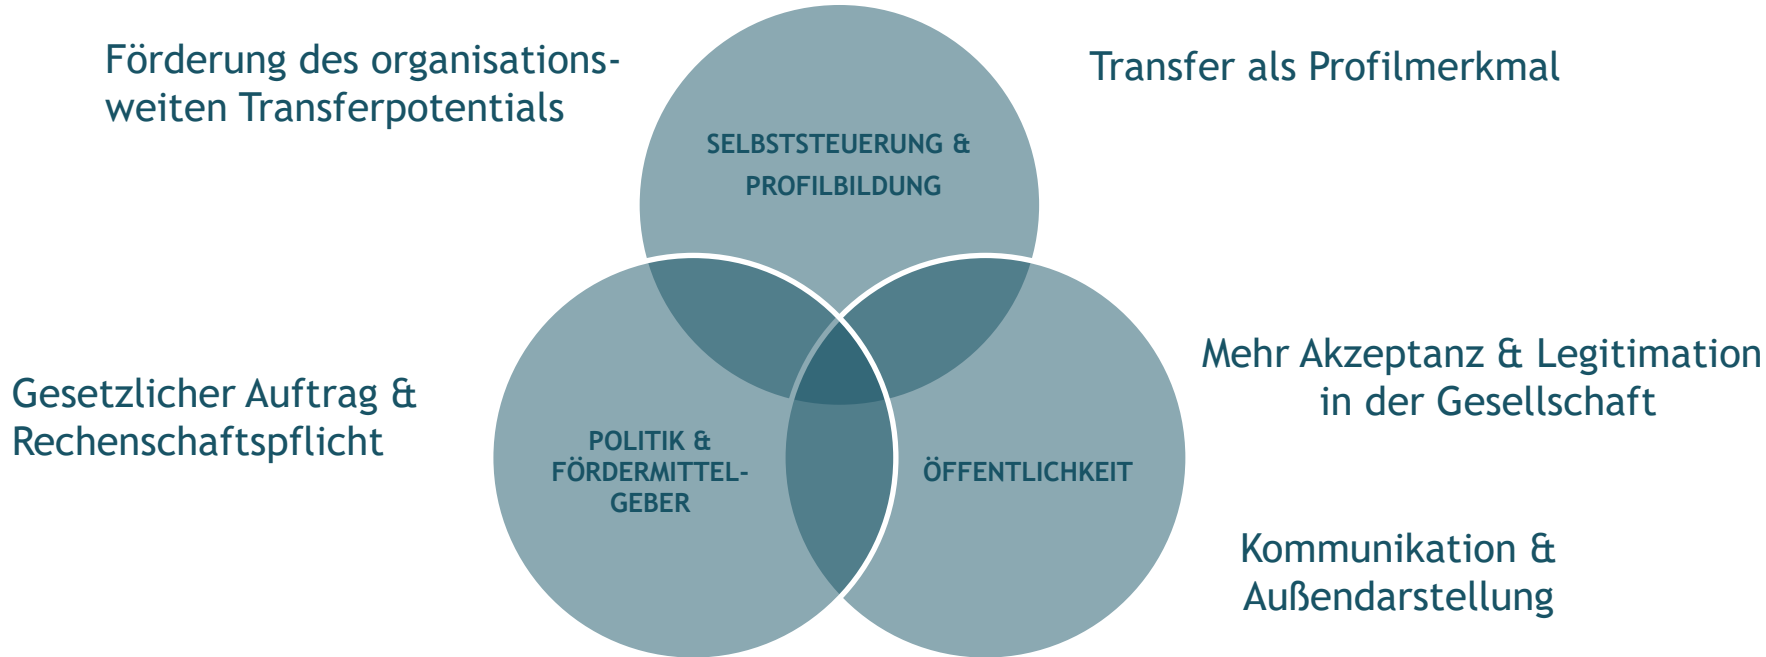 Förderung des organisations-
weiten Transferpotentials
Transfer als Profilmerkmal
SELBSTSTEUERUNG &
PROFILBILDUNG
Gesetzlicher Auftrag &
Rechenschaftspflicht
Mehr Akzeptanz & Legitimation
in der Gesellschaft
POLITIK &
FÖRDERMITTEL-
GEBER
ÖFFENTLICHKEIT
Kommunikation &
Außendarstellung